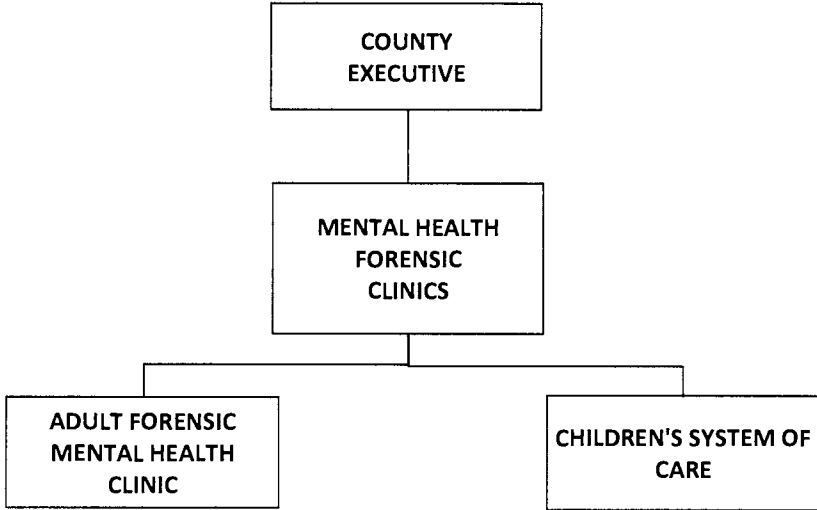 COUNTY
EXECUTIVE
MENTAL HEALTH
FORENSIC
CLINICS
ADULT FORENSIC
MENTAL HEALTH
CLINIC
CHILDREN'S SYSTEM OF
CARE